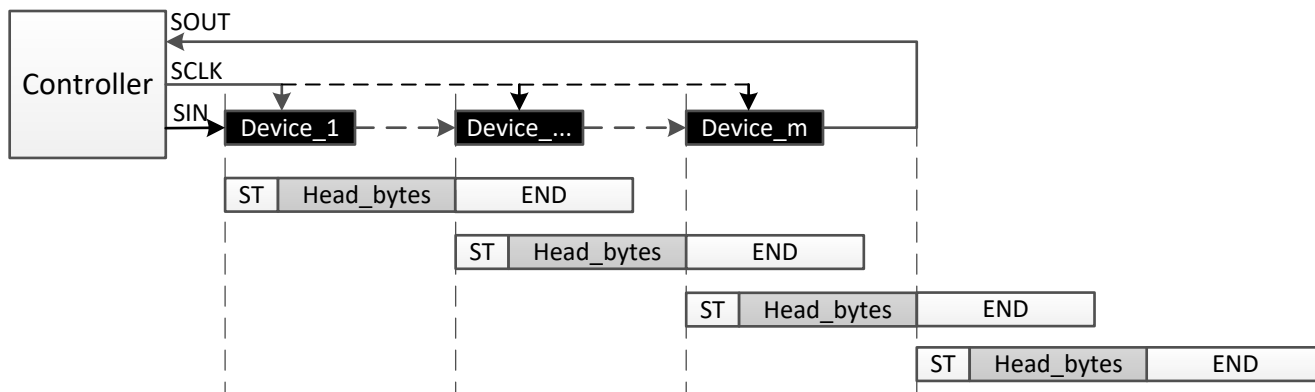 SOUT
Controller
SCLK
SIN
Device_1
Device_...
Device_m
ST Head_bytes END
ST Head_bytes END
ST Head_bytes END
ST Head_bytes END